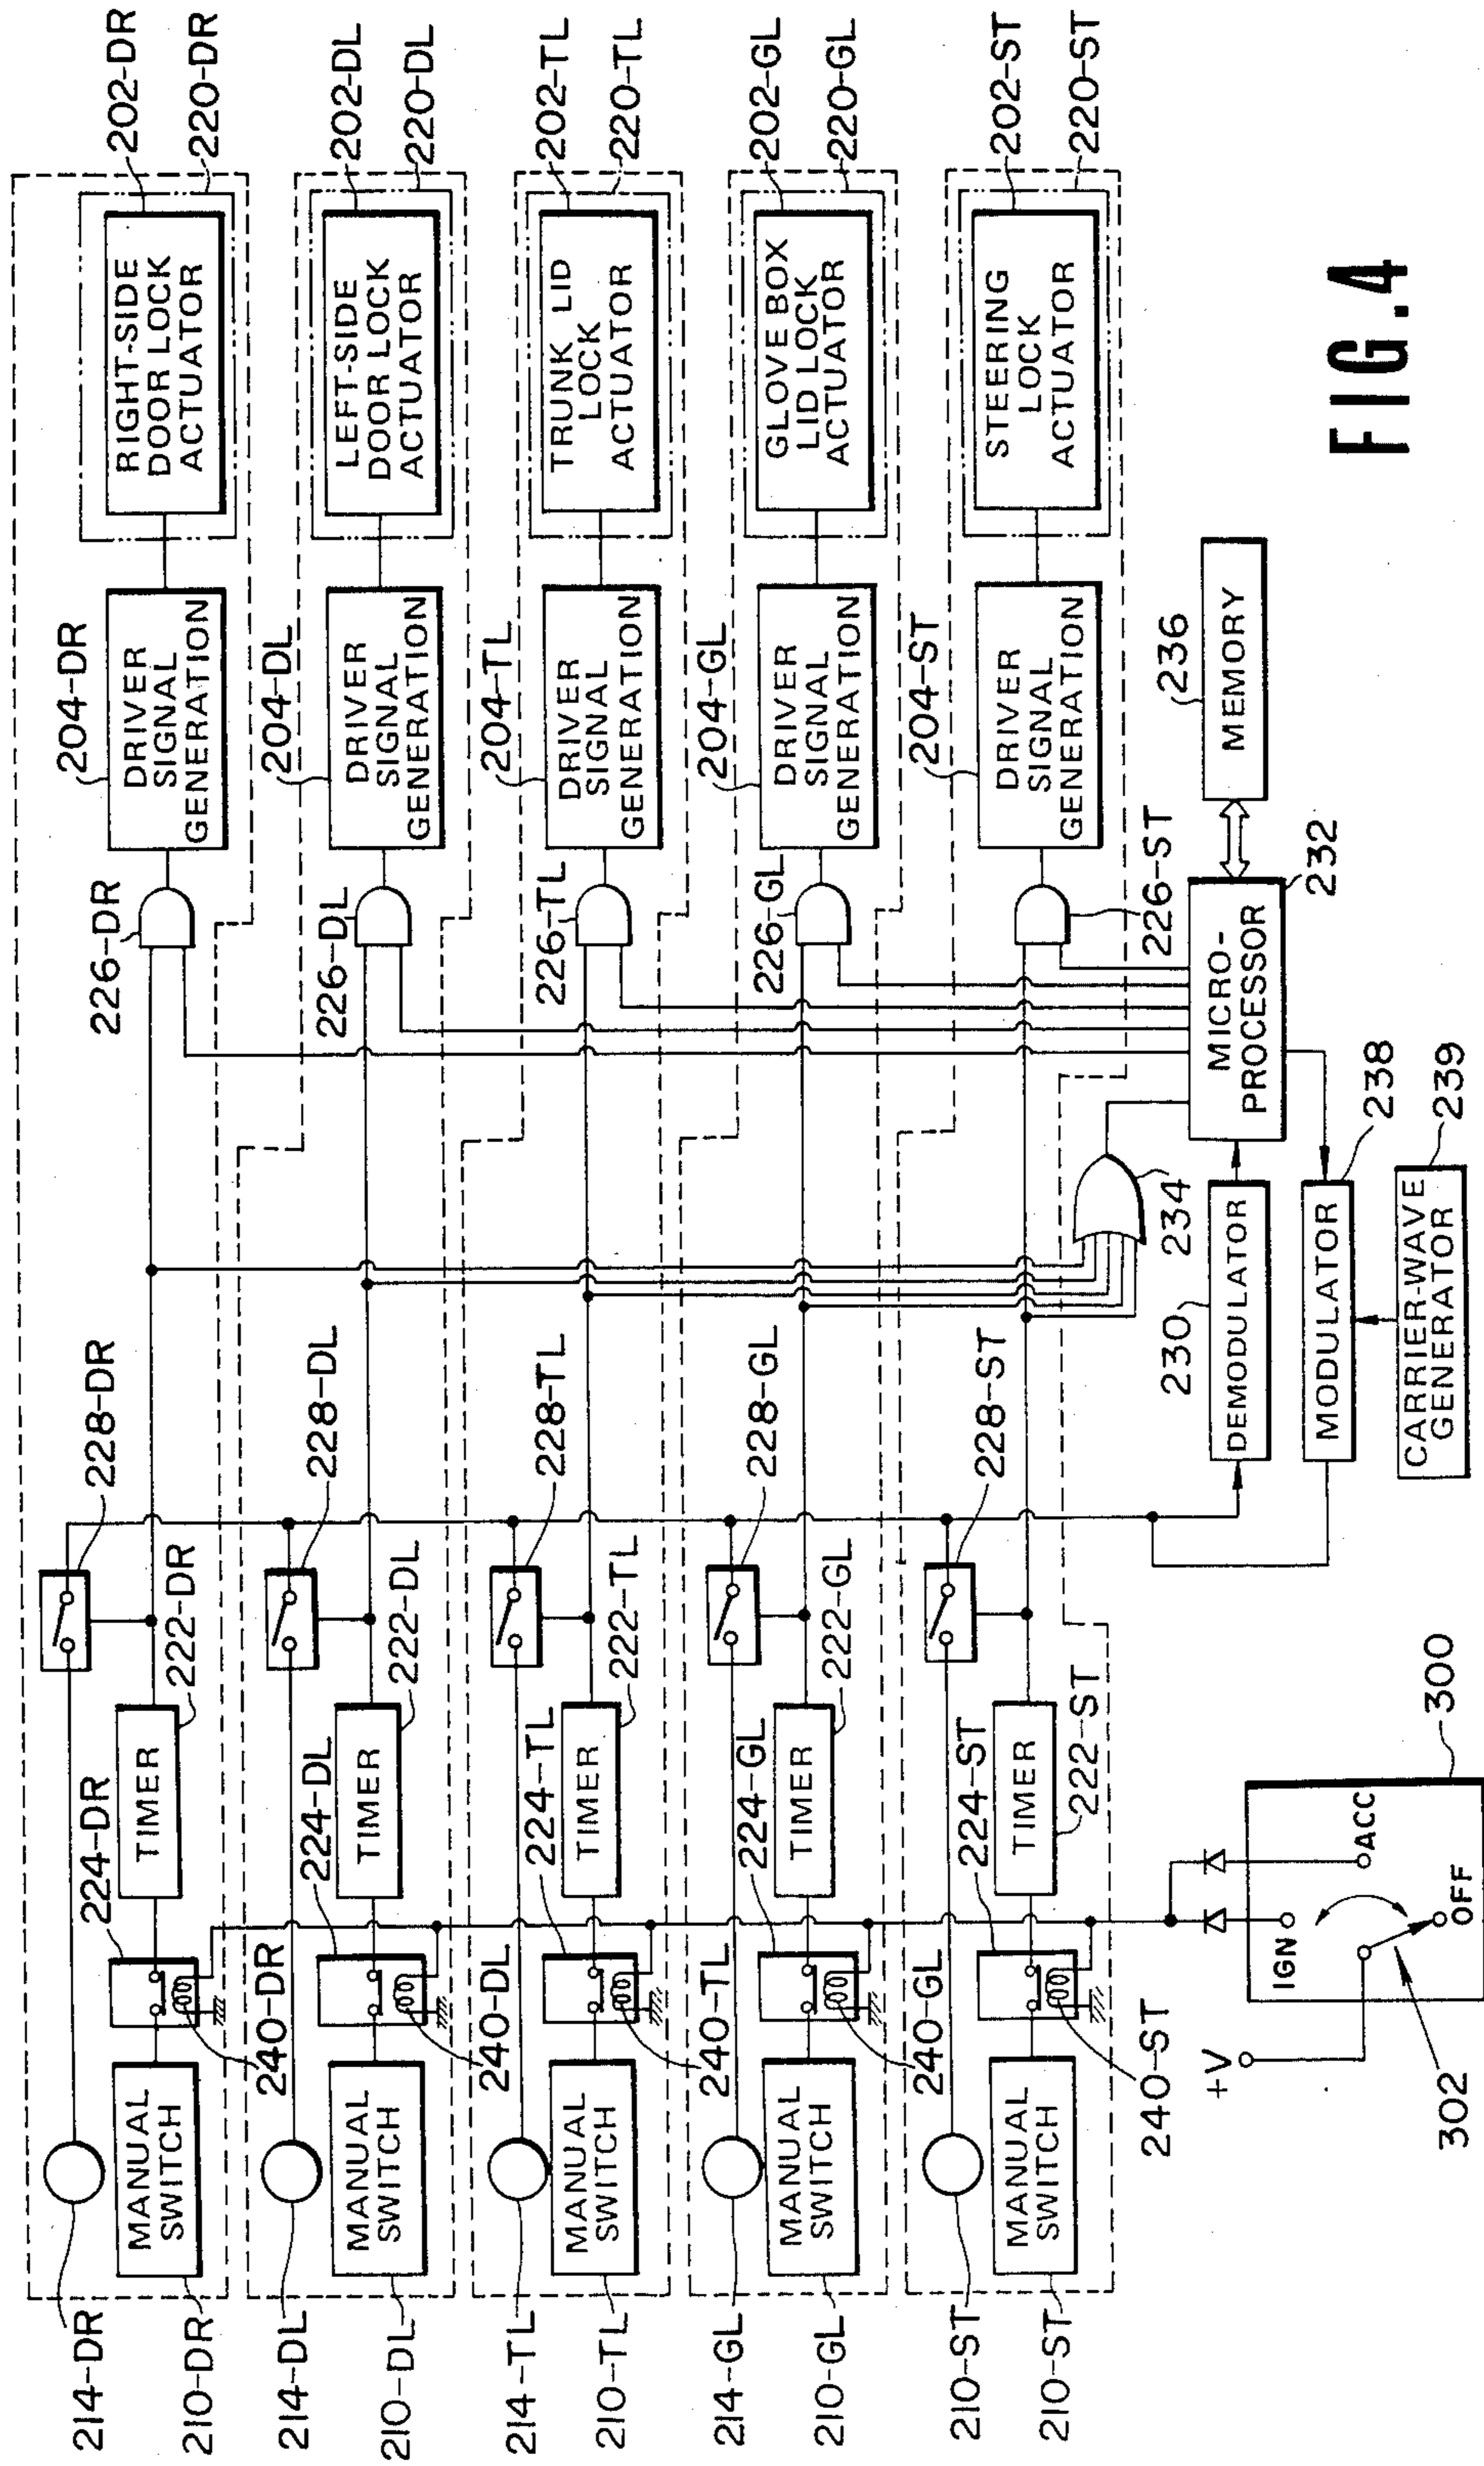 214-DR
210-DR
MANUAL
SWITCH
240-DR
224-DR
TIMER
222-DR
228-DR
226-DR
204-DR
DRIVER
SIGNAL
GENERATION
RIGHT-SIDE
DOOR LOCK
ACTUATOR
202-DR
220-DR
214-DL
210-DL
MANUAL
SWITCH
240-DL
224-DL
TIMER
222-DL
228-DL
226-DL
204-DL
DRIVER
SIGNAL
GENERATION
LEFT-SIDE
DOOR LOCK
ACTUATOR
202-DL
220-DL
214-TL
210-TL
MANUAL
SWITCH
240-TL
224-TL
TIMER
222-TL
228-TL
226-TL
204-TL
DRIVER
SIGNAL
GENERATION
TRUNK LID
LOCK
ACTUATOR
202-TL
220-TL
214-GL
210-GL
MANUAL
SWITCH
240-GL
224-GL
TIMER
222-GL
228-GL
226-GL
204-GL
DRIVER
SIGNAL
GENERATION
GLOVE BOX
LID LOCK
ACTUATOR
202-GL
220-GL
210-ST
210-ST
MANUAL
SWITCH
240-ST
224-ST
TIMER
222-ST
228-ST
226-ST
204-ST
DRIVER
SIGNAL
GENERATION
STEERING
LOCK
ACTUATOR
202-ST
220-ST
+V
302
IGN
ACC
OFF
300
230
DEMODULATOR
234
MODULATOR
238
CARRIER-WAVE
GENERATOR
239
MICRO-
PROCESSOR
232
236
MEMORY
FIG.4